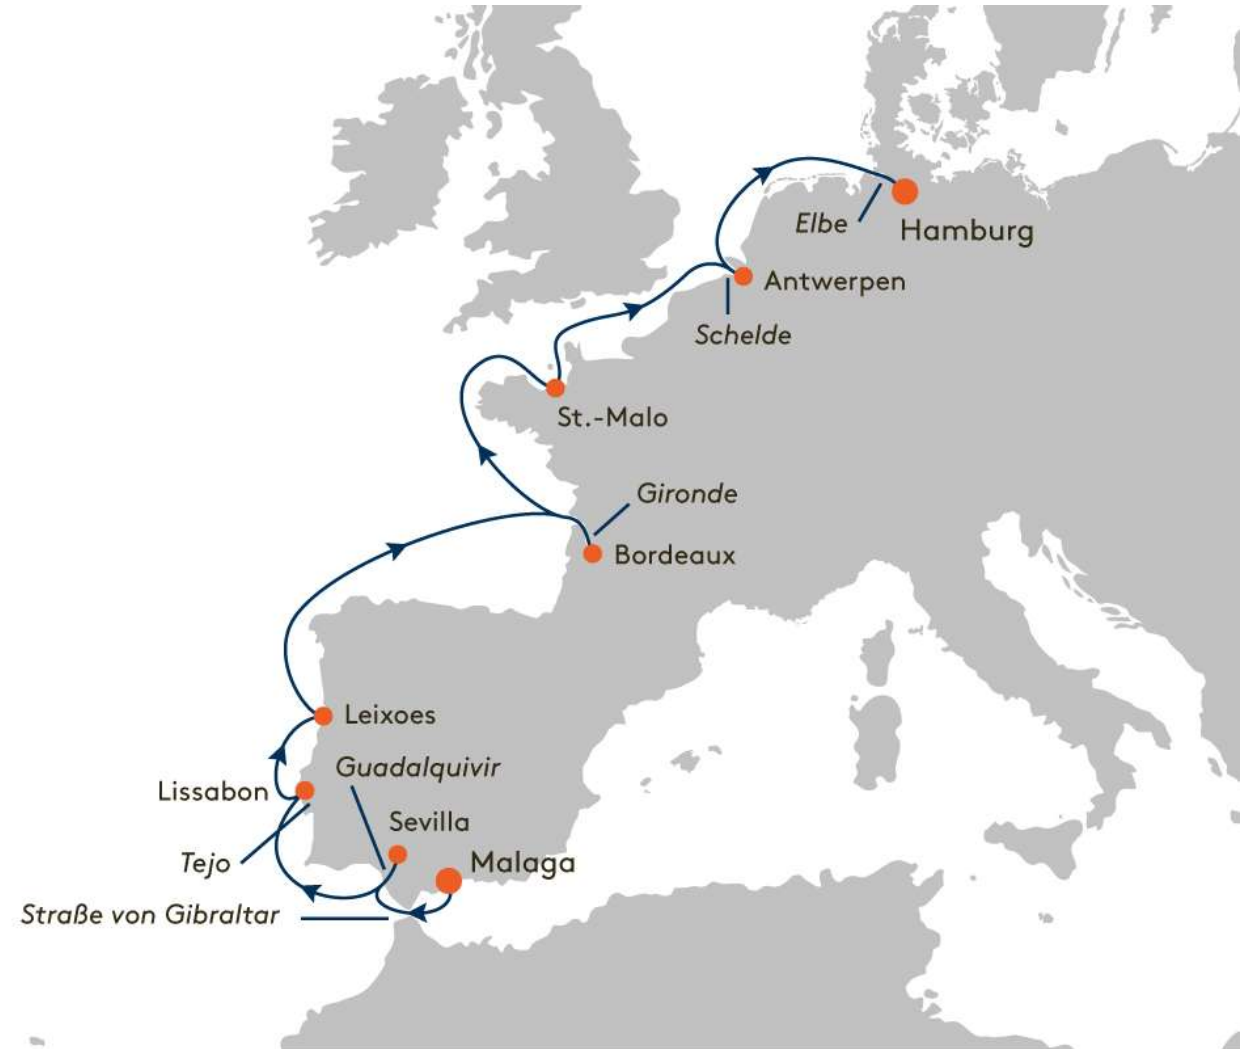 Elbe
Hamburg
Antwerpen
Schelde
St.-Malo
Gironde
Bordeaux
Leixoes
Guadalquivir
Lissabon
Sevilla
Tejo
Malaga
Straße von Gibraltar